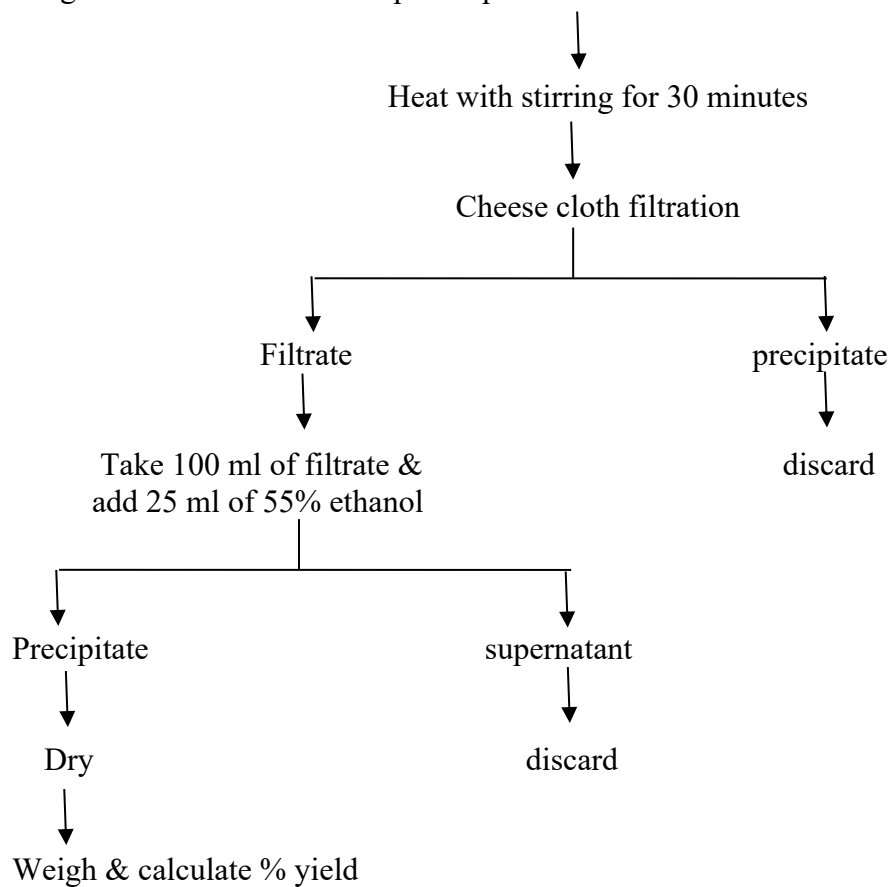 Heat with stirring for 30 minutes
Cheese cloth filtration
Filtrate
precipitate
Take 100 ml of filtrate &
add 25 ml of 55% ethanol
discard
Precipitate
supernatant
Dry
discard
Weigh & calculate % yield